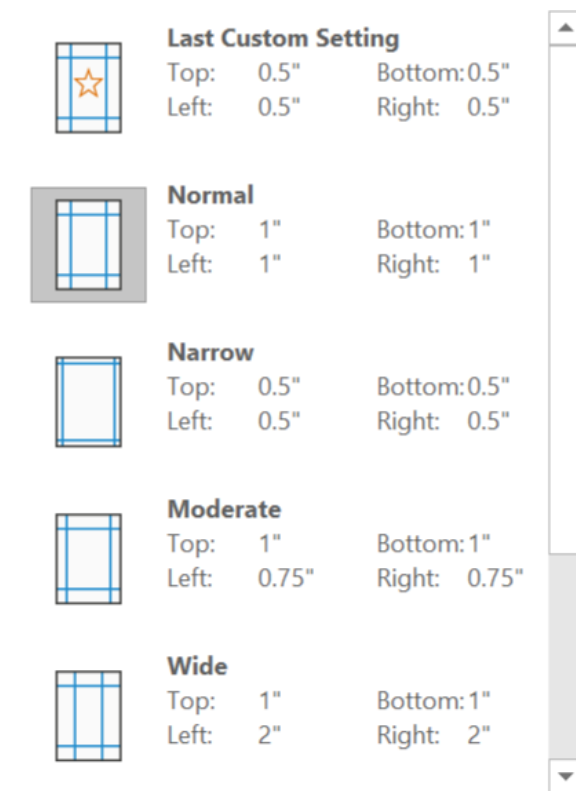 Last Custom Setting
Top: 0.5" Bottom: 0.5"
Left: 0.5" Right: 0.5"
Normal
Top: 1" Bottom: 1"
Left: 1" Right: 1"
Narrow
Top: 0.5" Bottom: 0.5"
Left: 0.5" Right: 0.5"
Moderate
Top: 1" Bottom: 1"
Left: 0.75" Right: 0.75"
Wide
Top: 1" Bottom: 1"
Left: 2" Right: 2"